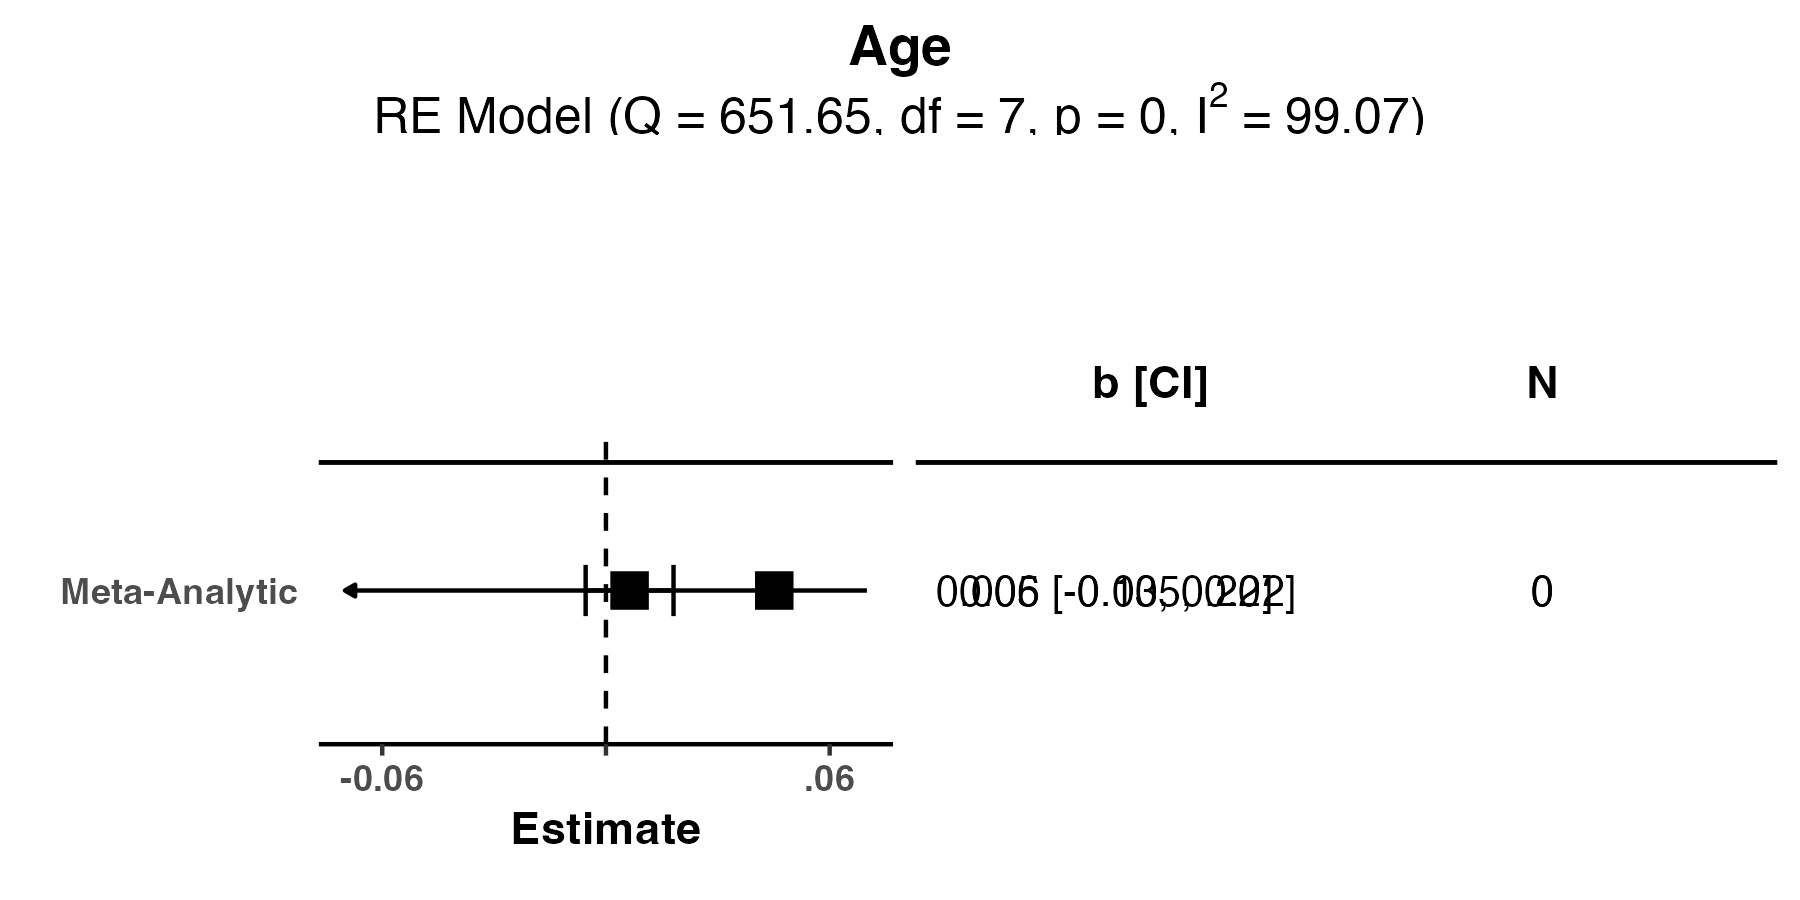 Age
RE Model (Q = 651.65, df = 7, p = 0, I² = 99.07)
b [CI] N
Meta-Analytic 0
-0.06 .06
Estimate